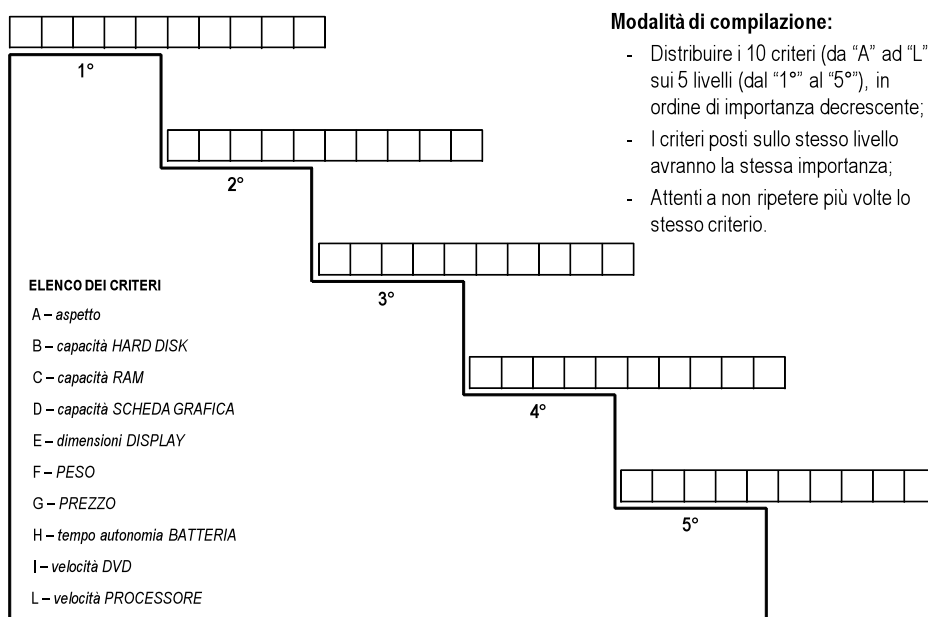 Modalità di compilazione:
- Distribuire i 10 criteri (da “A” ad “L”
sui 5 livelli (dal “1°” al “5°”), in
ordine di importanza decrescente;
- I criteri posti sullo stesso livello
avranno la stessa importanza;
- Attenti a non ripetere più volte lo
stesso criterio.
1°
2°
3°
4°
5°
ELENCO DEI CRITERI
A – aspetto
B – capacità HARD DISK
C – capacità RAM
D – capacità SCHEDA GRAFICA
E – dimensioni DISPLAY
F – PESO
G – PREZZO
H – tempo autonomia BATTERIA
I – velocità DVD
L – velocità PROCESSORE